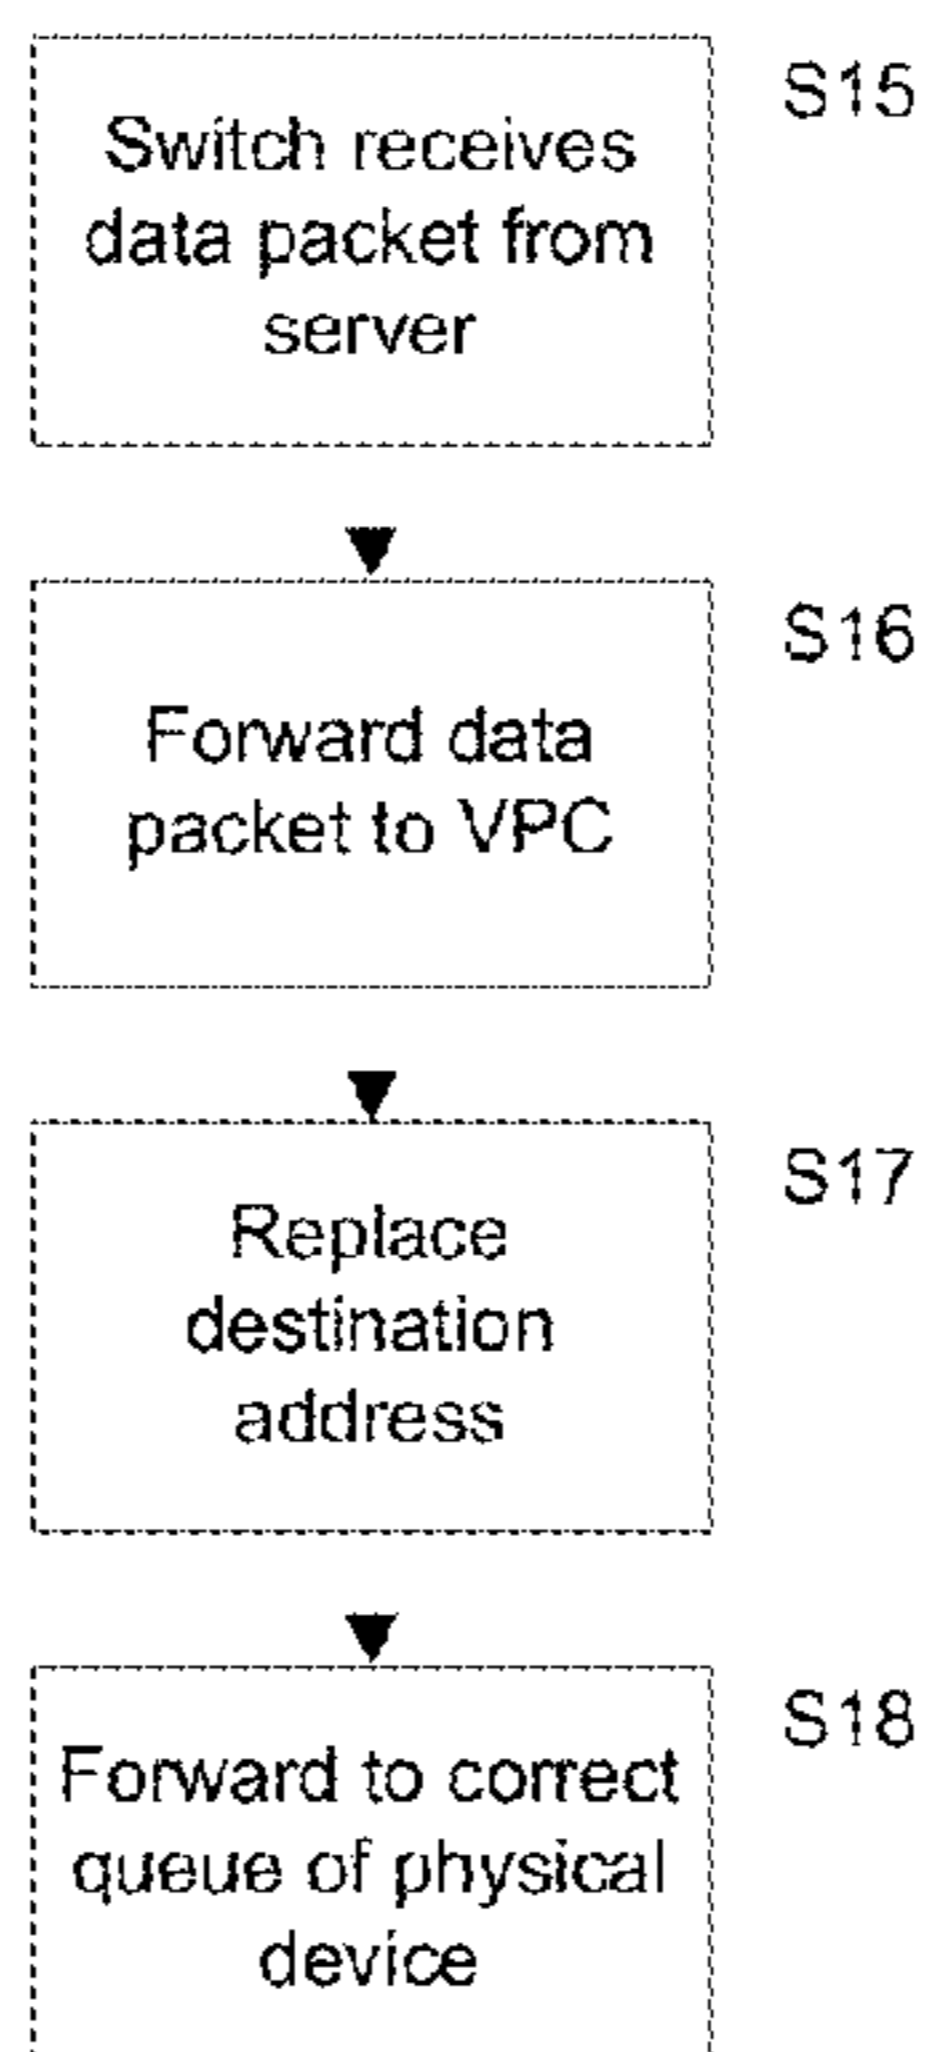 S15
Switch receives
data packet from
server
S16
Forward data
packet to VPC
S17
Replace
destination
address
S18
Forward to correct
queue of physical
device